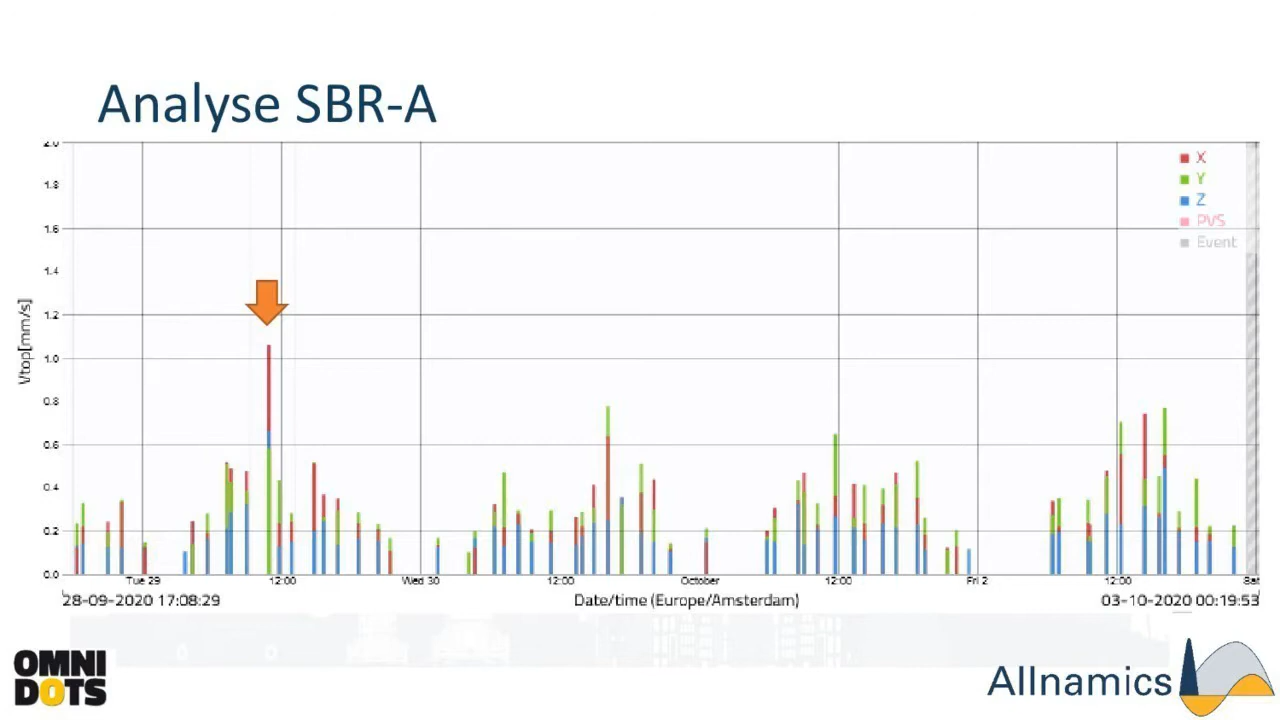 Analyse SBR-A
2.0
1.8
1.6
1.4
1.2
1.0
0.8
0.6
0.4
0.2
0.0
Vtop[mm/s]
X
Y
Z
PVS
Event
Tue 29
12:00
Wed 30
12:00
October
12:00
Fri 2
12:00
Sat
28-09-2020 17:08:29
Date/time (Europe/Amsterdam)
03-10-2020 00:19:53
OMNI
DOTS
Allnamics